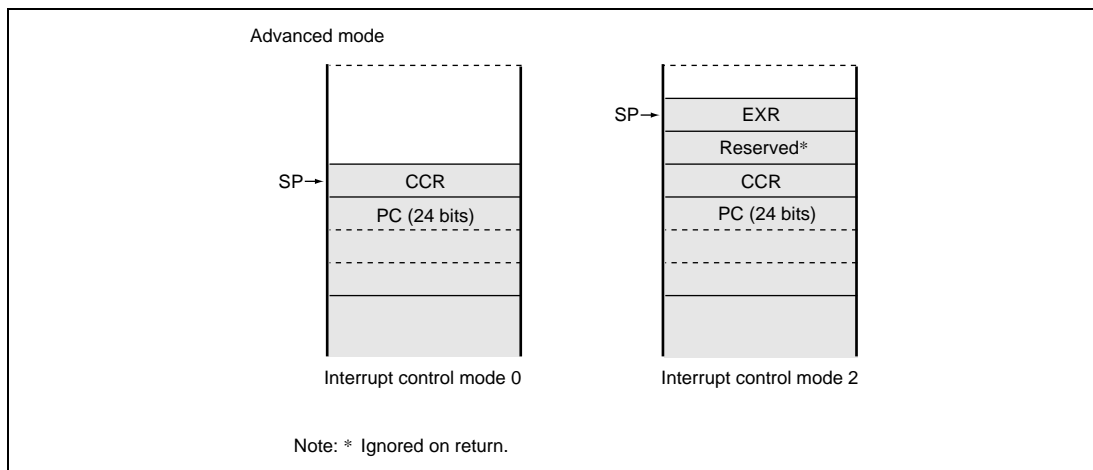 Advanced mode
SP→
CCR
PC (24 bits)
Interrupt control mode 0
SP→
EXR
Reserved*
CCR
PC (24 bits)
Interrupt control mode 2
Note: * Ignored on return.